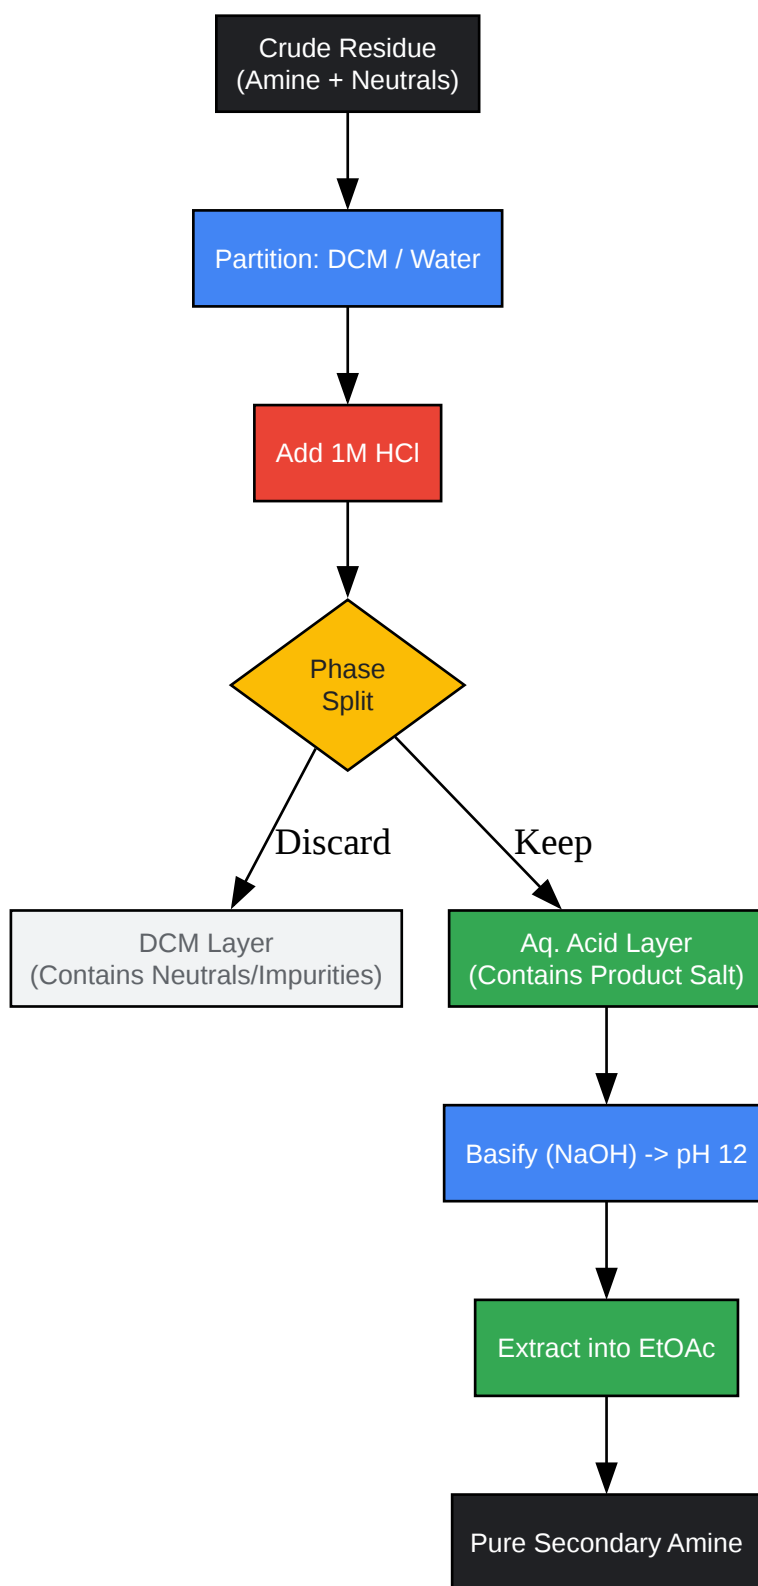 Crude Residue
(Amine + Neutrals)
Partition: DCM / Water
Add 1M HCl
Phase
Split
Discard
Keep
DCM Layer
(Contains Neutrals/Impurities)
Aq. Acid Layer
(Contains Product Salt)
Basify (NaOH) -> pH 12
Extract into EtOAc
Pure Secondary Amine